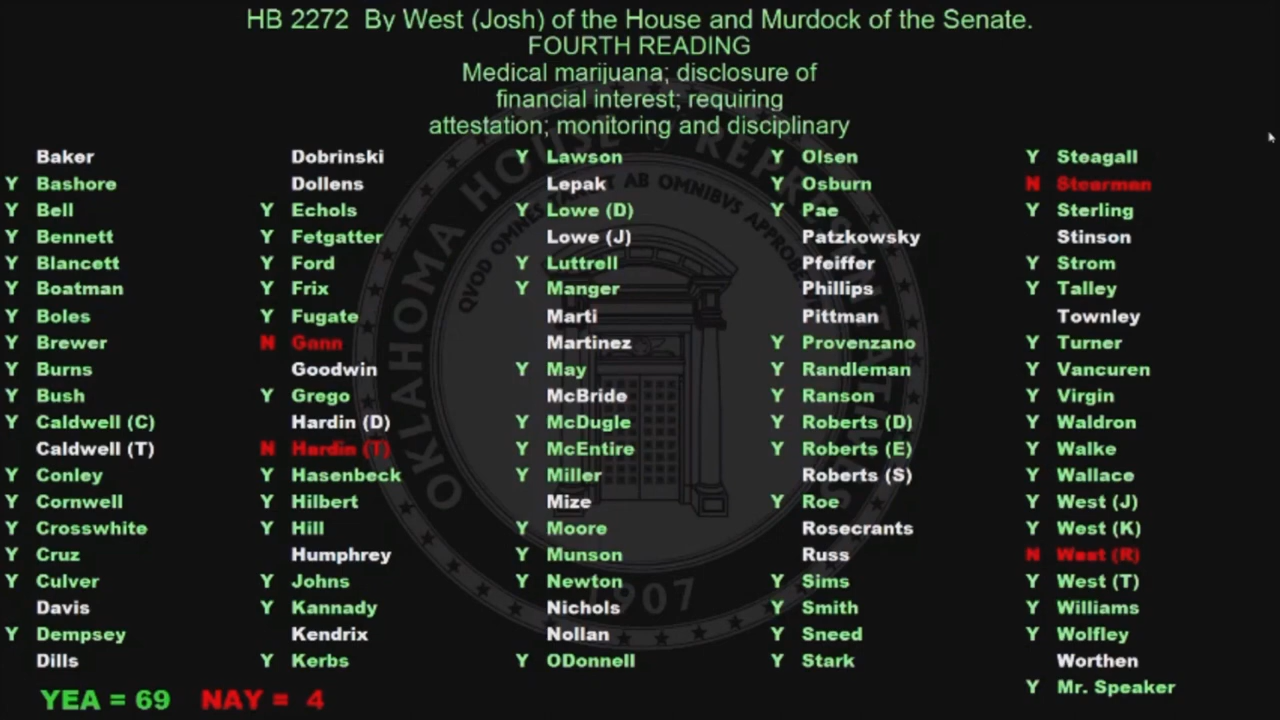 HB 2272 By West (Josh) of the House and Murdock of the Senate.
FOURTH READING
Medical marijuana; disclosure of
financial interest; requiring
attestation; monitoring and disciplinary
Baker Dobrinski Y Lawson Y Olsen Y Steagall
Y Bashore Dollens Lepak Y Osburn N Stearman
Y Bell Y Echols Y Lowe (D) Y Pae Y Sterling
Y Bennett Y Fetgatter Lowe (J) Patzkowsky Stinson
Y Blancett Y Ford Y Luttrell Pfeiffer Y Strom
Y Boatman Y Frix Y Manger Phillips Y Talley
Y Boles Y Fugate Marti Pittman Townley
Y Brewer N Gann Martinez Y Provenzano Y Turner
Y Burns Goodwin Y May Y Randleman Y Vancuren
Y Bush Y Grego McBride Y Ranson Y Virgin
Y Caldwell (C) Hardin (D) Y McDugle Y Roberts (D) Y Waldron
Caldwell (T) N Hardin (T) Y McEntire Y Roberts (E) Y Walke
Y Conley Y Hasenbeck Y Miller Roberts (S) Y Wallace
Y Cornwell Y Hilbert Mize Y Roe Y West (J)
Y Crosswhite Y Hill Y Moore Rosecrants Y West (K)
Y Cruz Humphrey Y Munson Russ N West (R)
Y Culver Y Johns Y Newton Y Sims Y West (T)
Davis Y Kannady Nichols Y Smith Y Williams
Y Dempsey Kendrix Nollan Y Sneed Y Wolfley
Dills Y Kerbs Y ODonnell Y Stark Worthen
Y Mr. Speaker
YEA = 69 NAY = 4
OKLAHOMA HOUSE of REPRESENTATIVES
1907